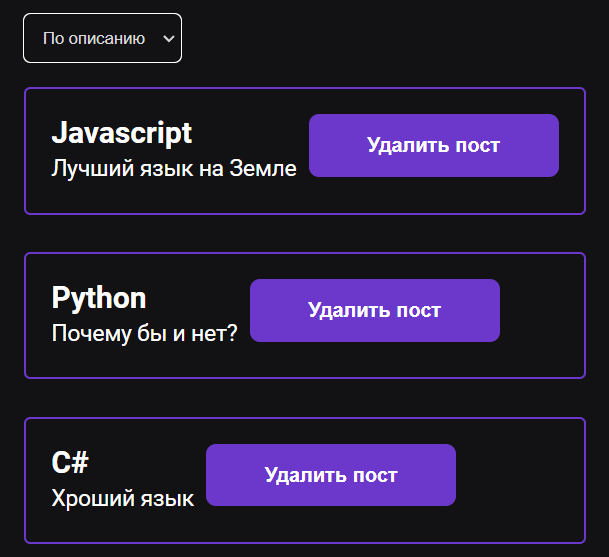 По описанию
Javascript
Лучший язык на Земле
Удалить пост
Python
Почему бы и нет?
Удалить пост
C#
Хроший язык
Удалить пост